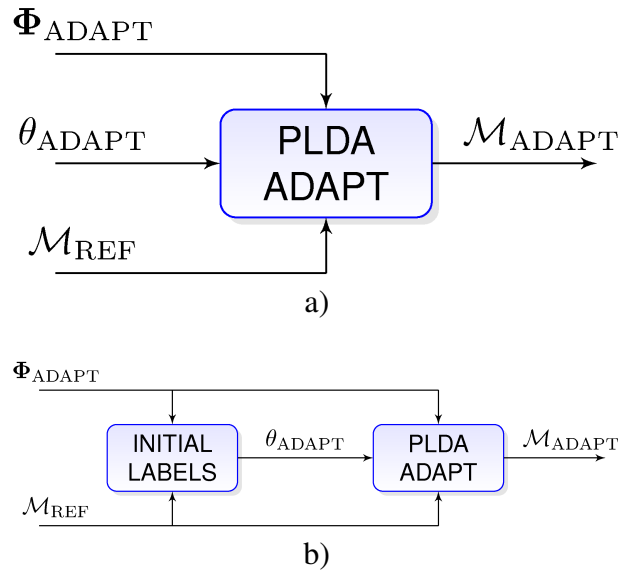 Φ_ADAPT
θ_ADAPT
PLDA
ADAPT
ℳ_ADAPT
ℳ_REF
a)
Φ_ADAPT
INITIAL
LABELS
θ_ADAPT
PLDA
ADAPT
ℳ_ADAPT
ℳ_REF
b)